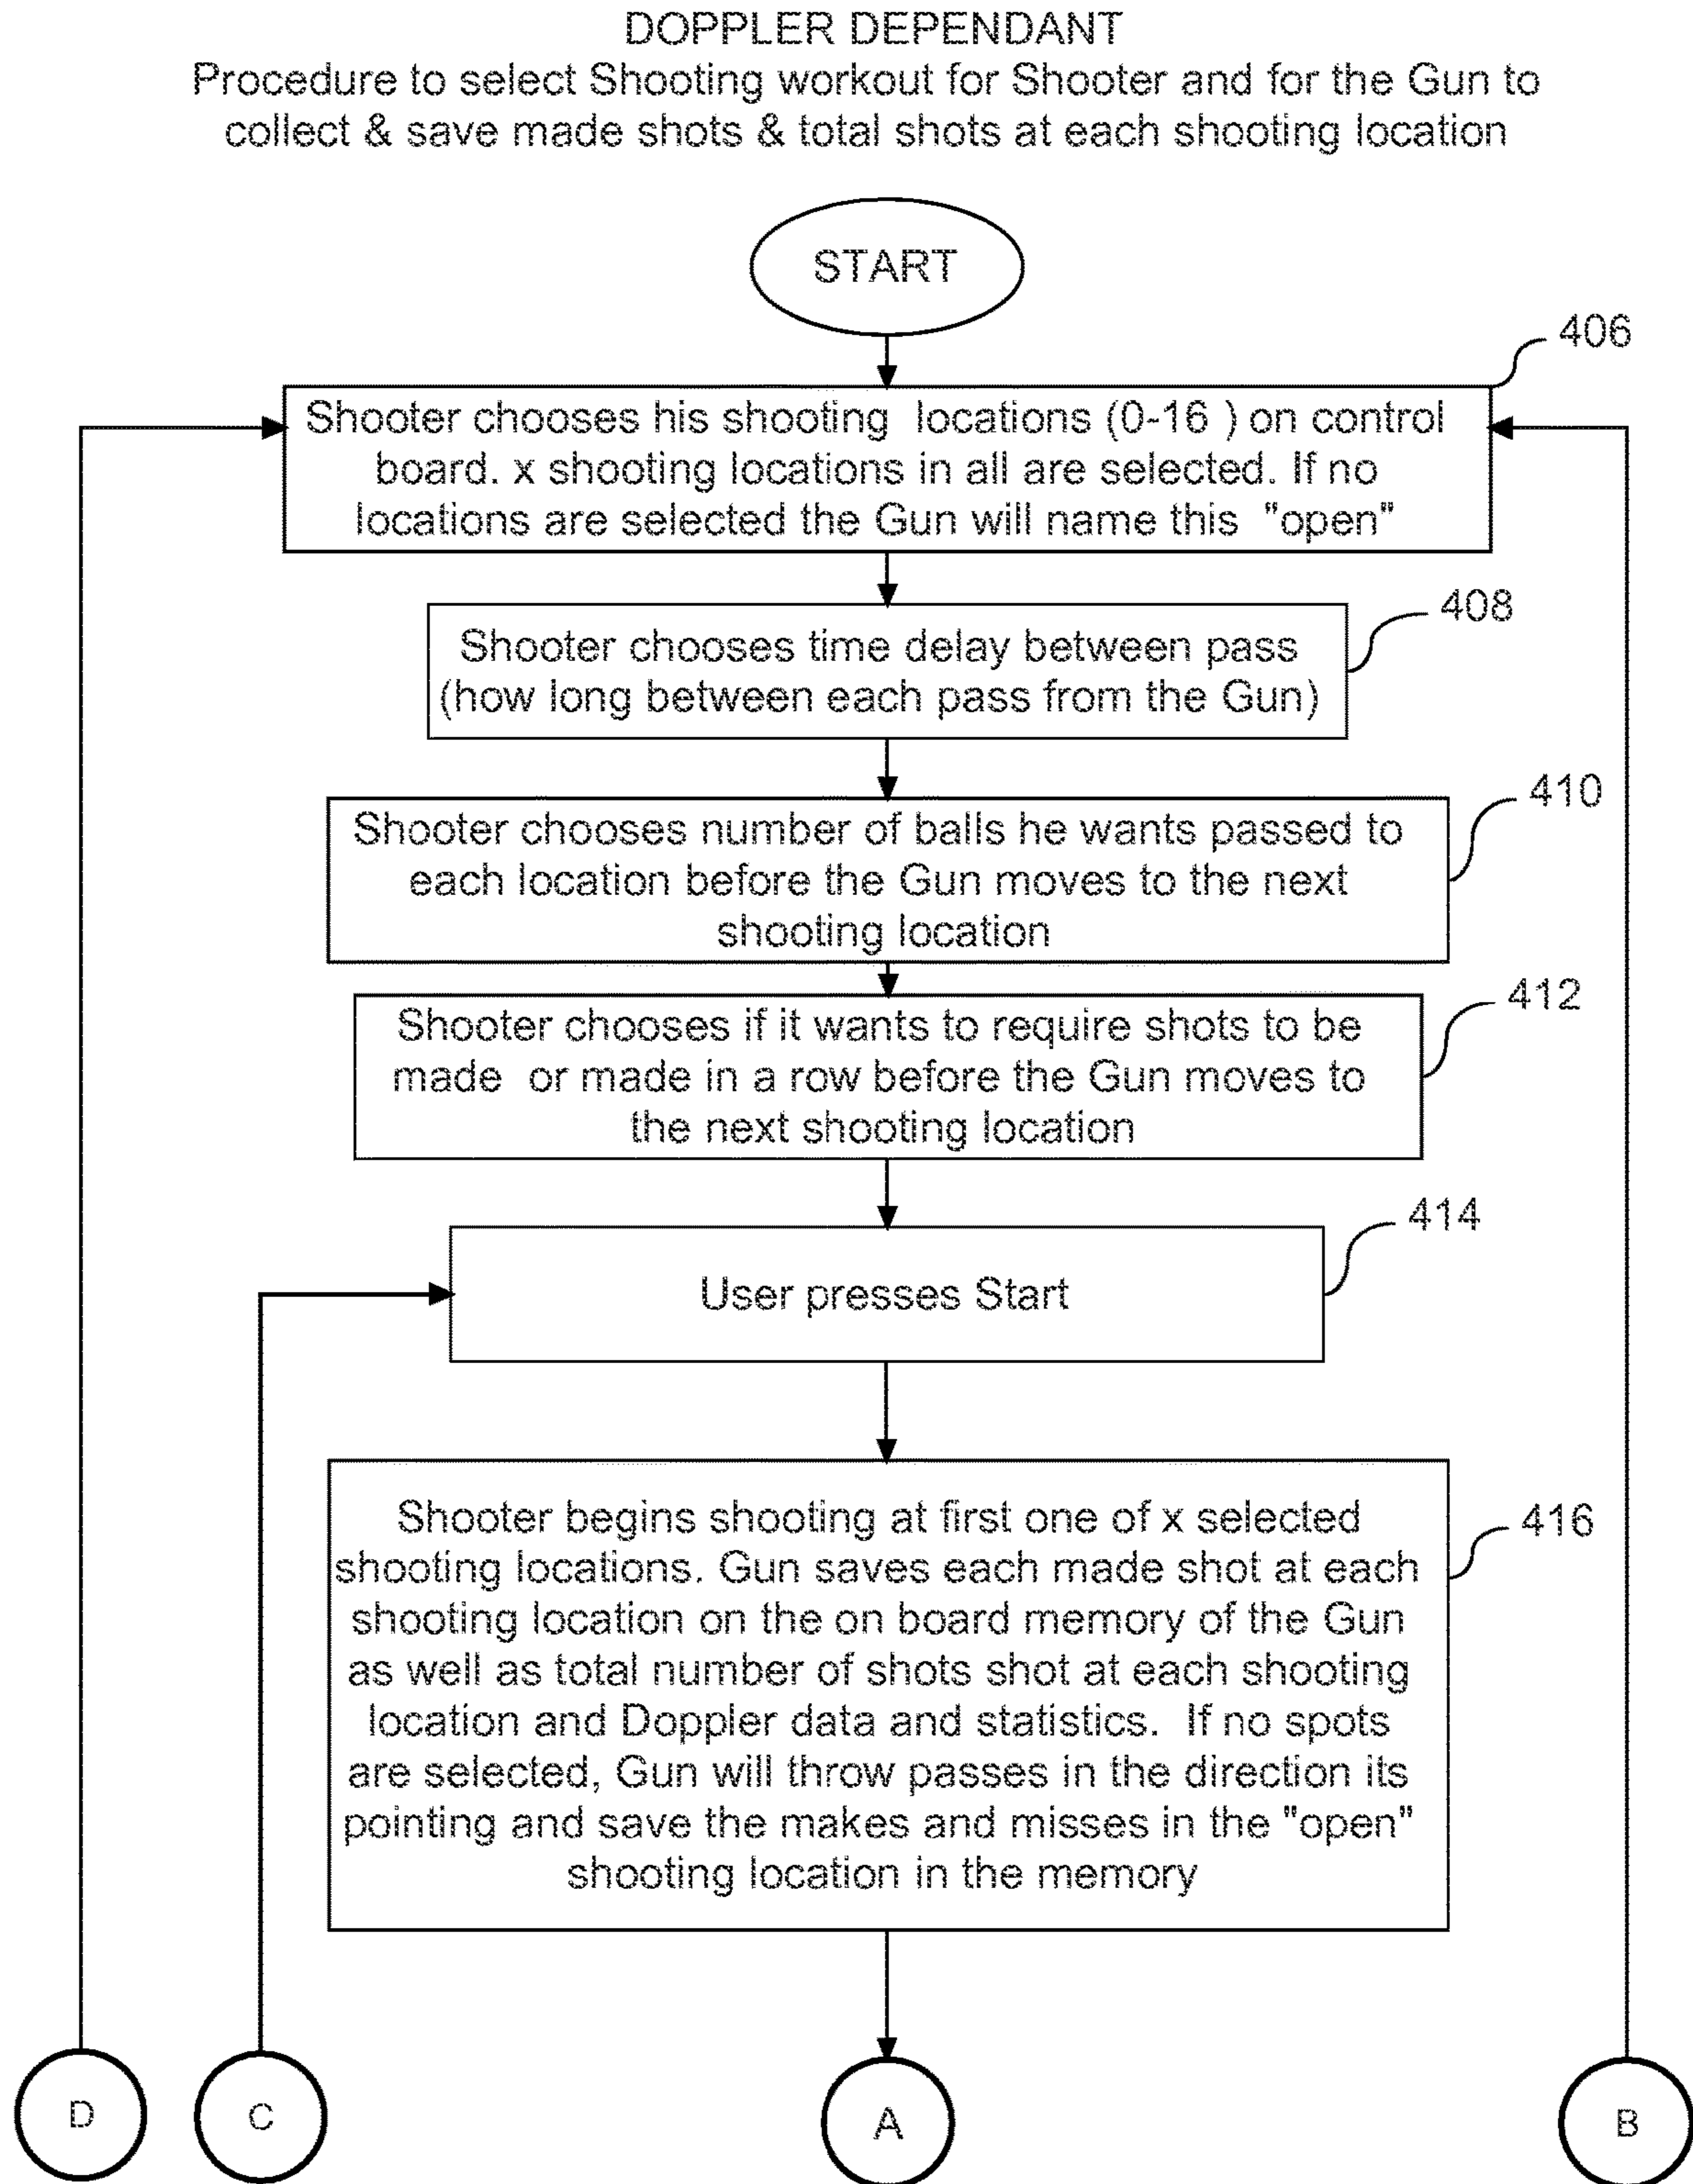 DOPPLER DEPENDANT
Procedure to select Shooting workout for Shooter and for the Gun to
collect & save made shots & total shots at each shooting location
START
406
Shooter chooses his shooting locations (0-16 ) on control
board. x shooting locations in all are selected. If no
locations are selected the Gun will name this "open"
408
Shooter chooses time delay between pass
(how long between each pass from the Gun)
410
Shooter chooses number of balls he wants passed to
each location before the Gun moves to the next
shooting location
412
Shooter chooses if it wants to require shots to be
made or made in a row before the Gun moves to
the next shooting location
414
User presses Start
416
Shooter begins shooting at first one of x selected
shooting locations. Gun saves each made shot at each
shooting location on the on board memory of the Gun
as well as total number of shots shot at each shooting
location and Doppler data and statistics. If no spots
are selected, Gun will throw passes in the direction its
pointing and save the makes and misses in the "open"
shooting location in the memory
D
C
A
B